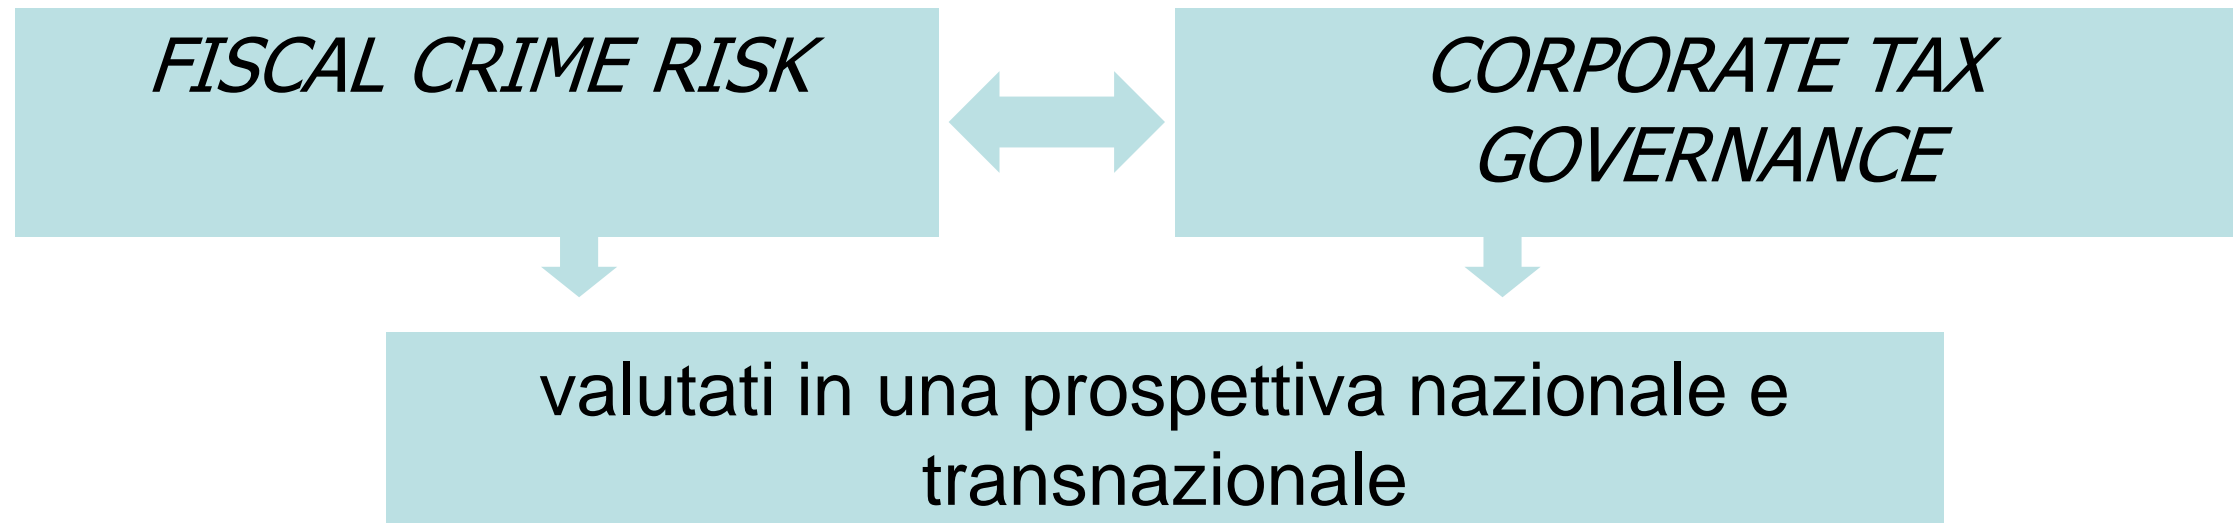 FISCAL CRIME RISK
CORPORATE TAX
GOVERNANCE
valutati in una prospettiva nazionale e
transnazionale